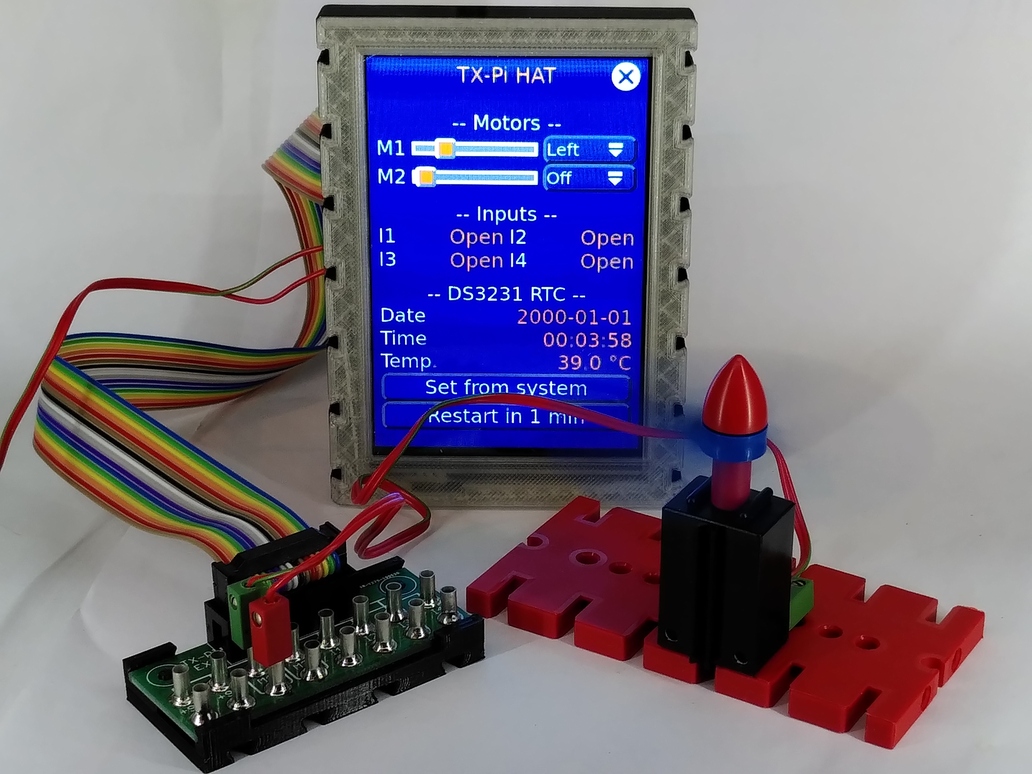 TX-Pi HAT
-- Motors --
M1 Left
M2 Off
-- Inputs --
I1 Open I2 Open
I3 Open I4 Open
-- DS3231 RTC --
Date 2000-01-01
Time 00:03:58
Temp. 39.0 °C
Set from system
Restart in 1 min